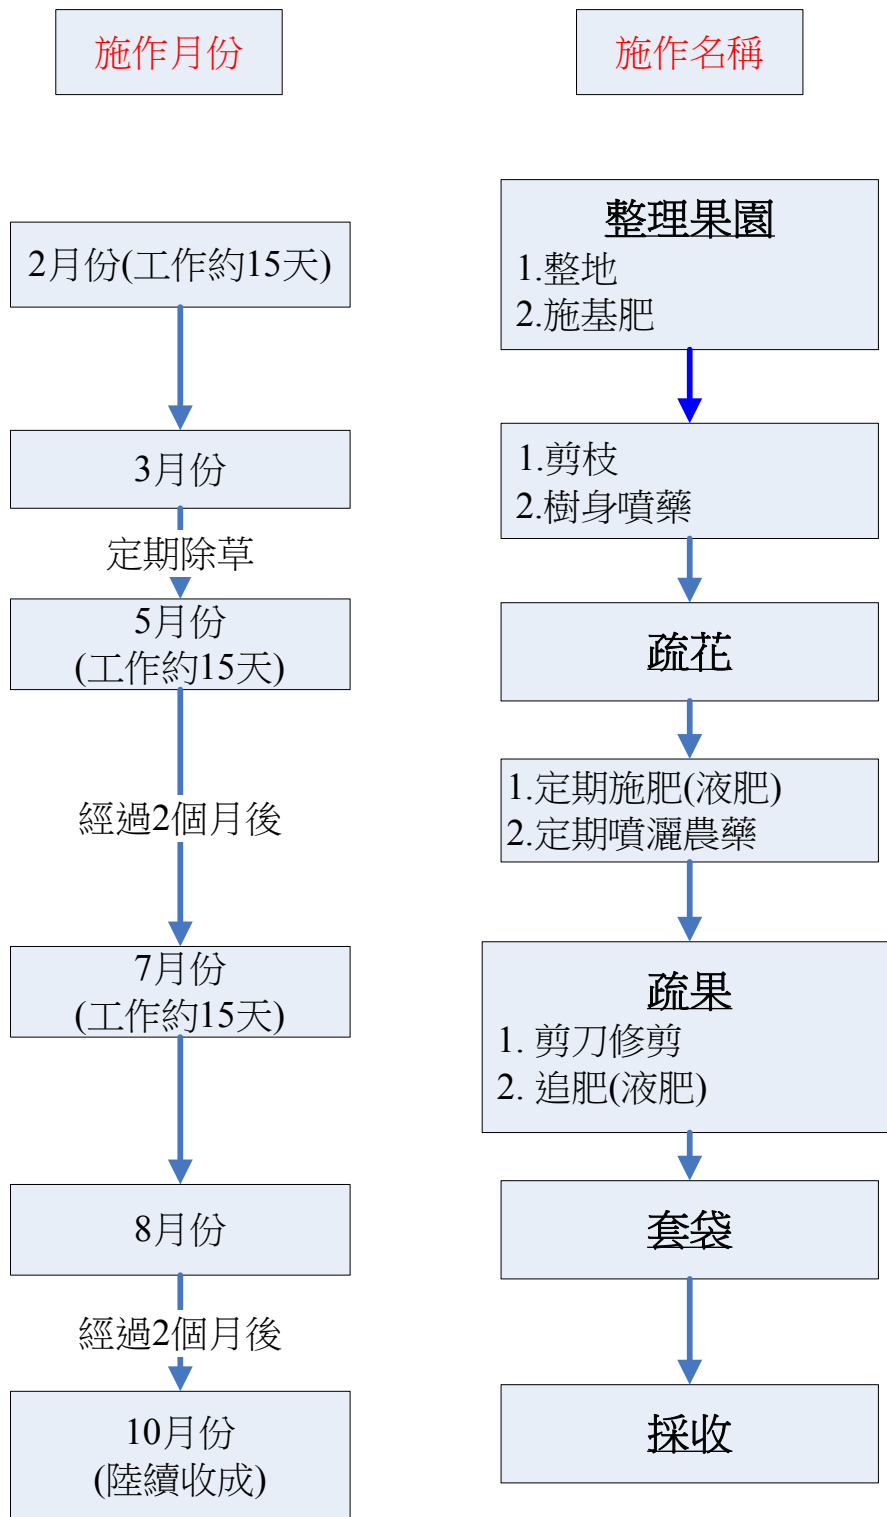 施作月份
施作名稱
2月份(工作約15天)
整理果園
1.整地
2.施基肥
3月份
1.剪枝
2.樹身噴藥
定期除草
5月份
(工作約15天)
疏花
經過2個月後
1.定期施肥(液肥)
2.定期噴灑農藥
7月份
(工作約15天)
疏果
1. 剪刀修剪
2. 追肥(液肥)
8月份
套袋
經過2個月後
10月份
(陸續收成)
採收